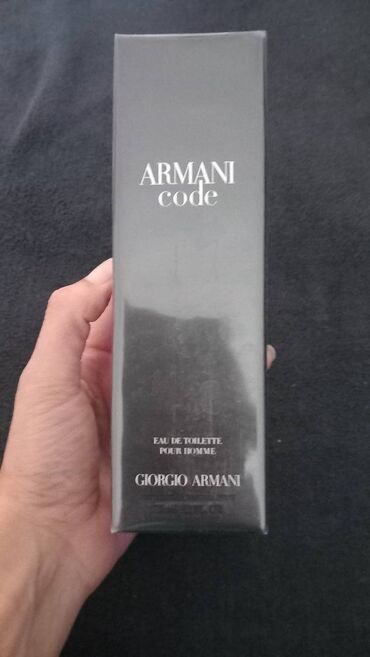 ARMANI
code
EAU DE TOILETTE
POUR HOMME
GIORGIO ARMANI